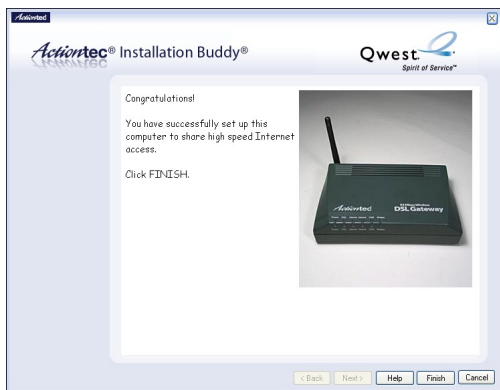 Actiontec
Actiontec® Installation Buddy®
Qwest.
Spirit of Service™
Congratulations!
You have successfully set up this
computer to share high speed Internet
access.
Click FINISH.
Actiontec
DSL Gateway
< Back Next > Help Finish Cancel